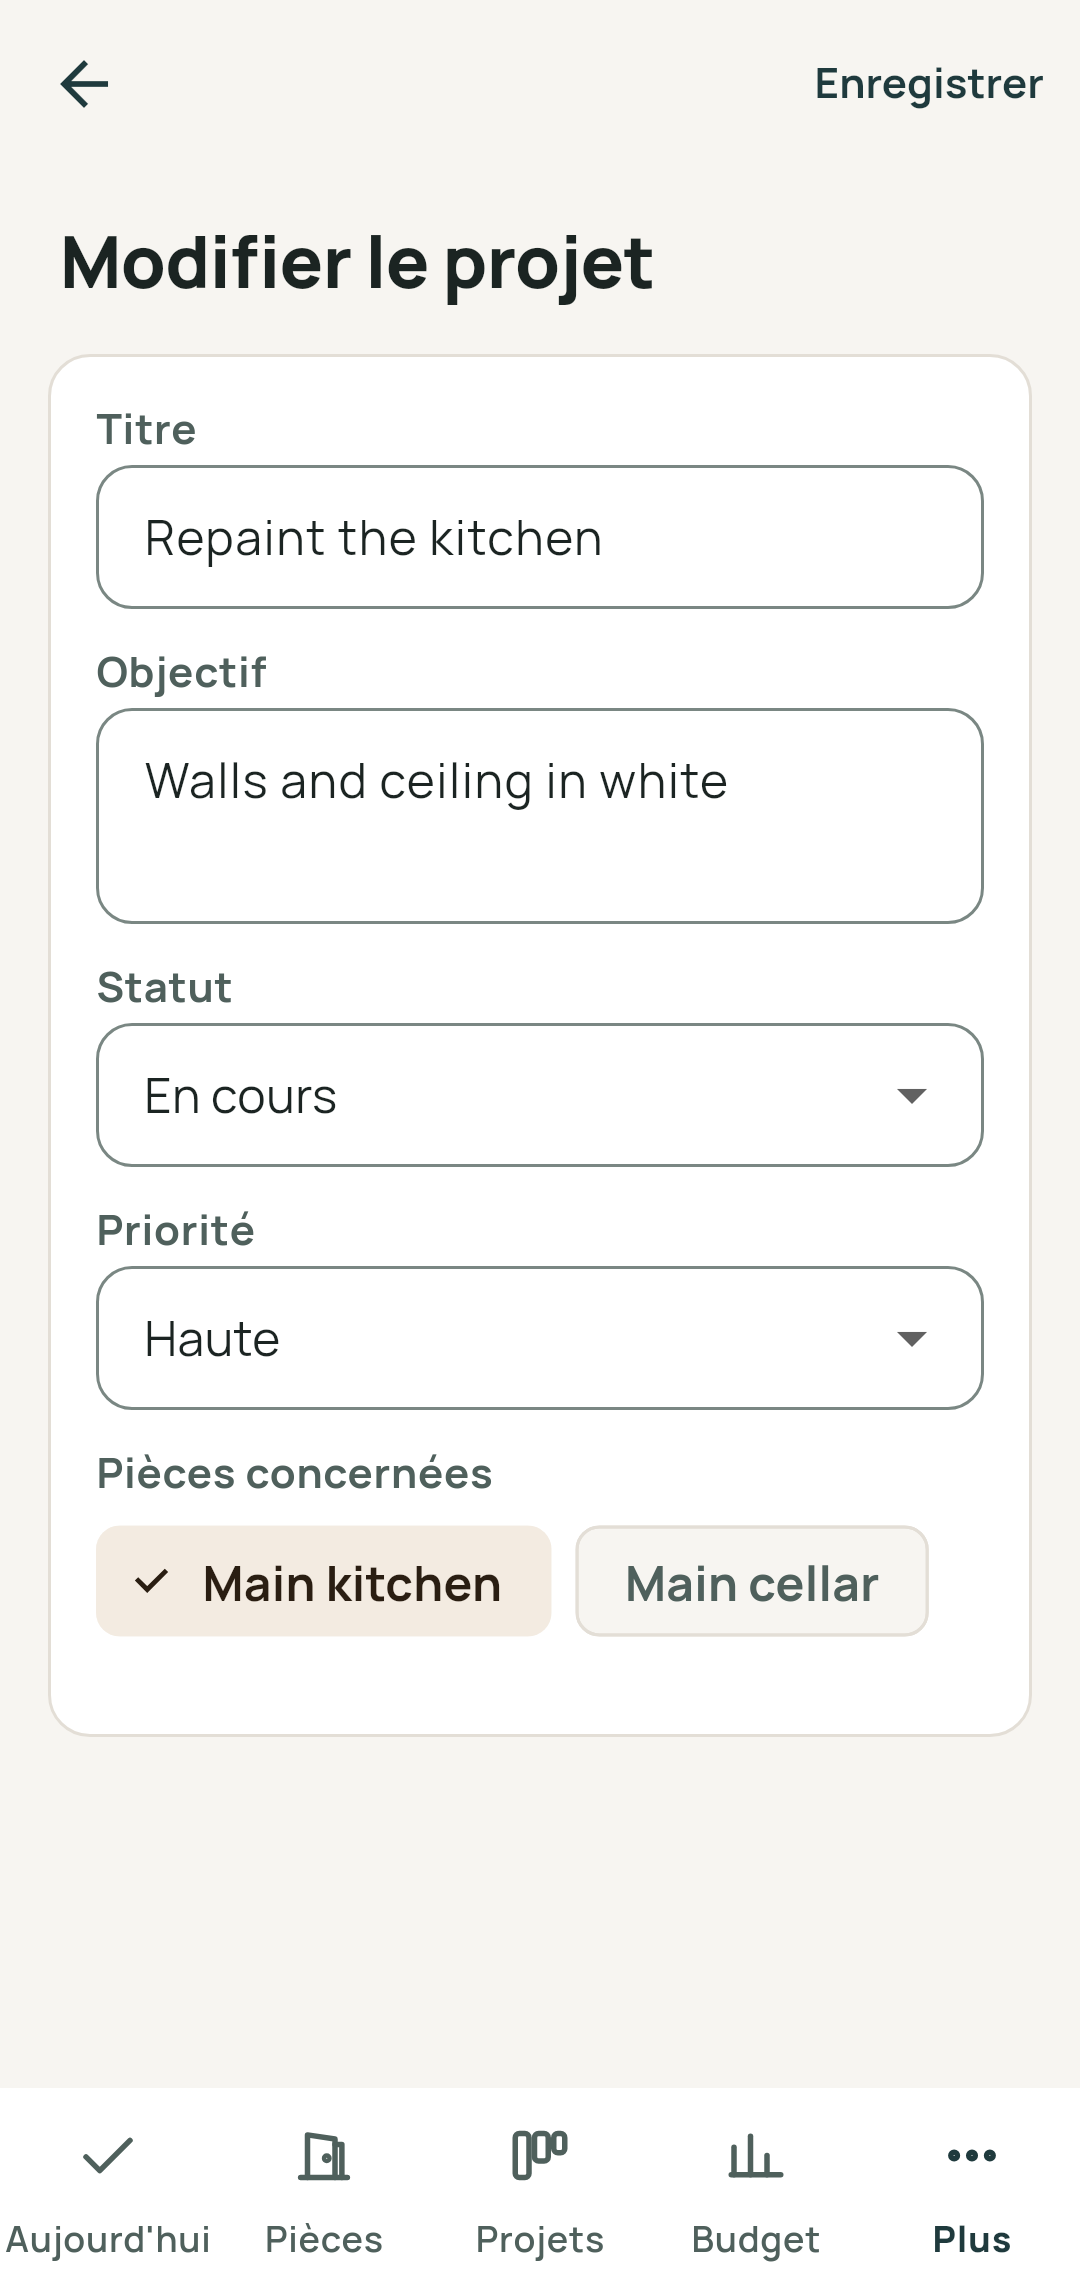 Enregistrer
Modifier le projet
Titre
Repaint the kitchen
Objectif
Walls and ceiling in white
Statut
En cours
Priorité
Haute
Pièces concernées
Main kitchen
Main cellar
Aujourd'hui
Pièces
Projets
Budget
Plus